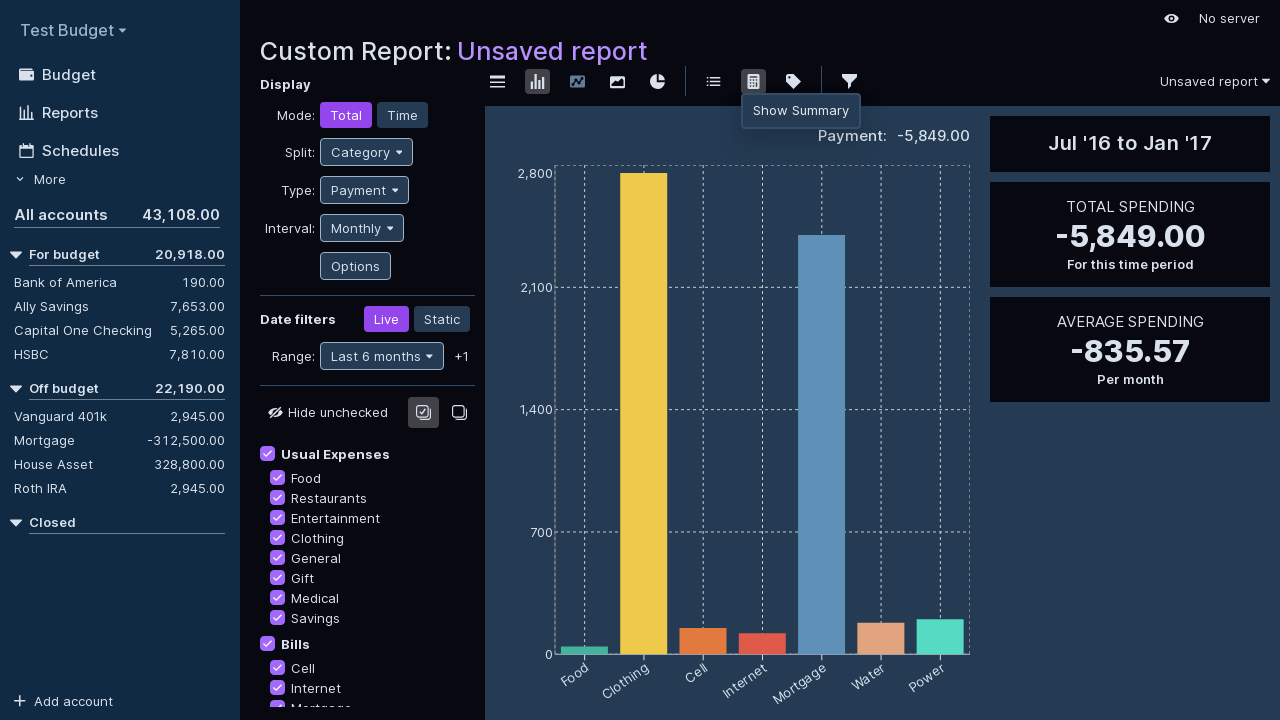 Test Budget
Budget
Reports
Schedules
More
All accounts 43,108.00
For budget 20,918.00
Bank of America 190.00
Ally Savings 7,653.00
Capital One Checking 5,265.00
HSBC 7,810.00
Off budget 22,190.00
Vanguard 401k 2,945.00
Mortgage -312,500.00
House Asset 328,800.00
Roth IRA 2,945.00
Closed
Add account
No server
Custom Report: Unsaved report
Display
Mode: Total Time
Split: Category
Type: Payment
Interval: Monthly
Options
Date filters Live Static
Range: Last 6 months +1
Hide unchecked
Usual Expenses
Food
Restaurants
Entertainment
Clothing
General
Gift
Medical
Savings
Bills
Cell
Internet
Mortgage
Unsaved report
Show Summary
Payment: -5,849.00
2,800
2,100
1,400
700
0
Food
Clothing
Cell
Internet
Mortgage
Water
Power
Jul '16 to Jan '17
TOTAL SPENDING
-5,849.00
For this time period
AVERAGE SPENDING
-835.57
Per month